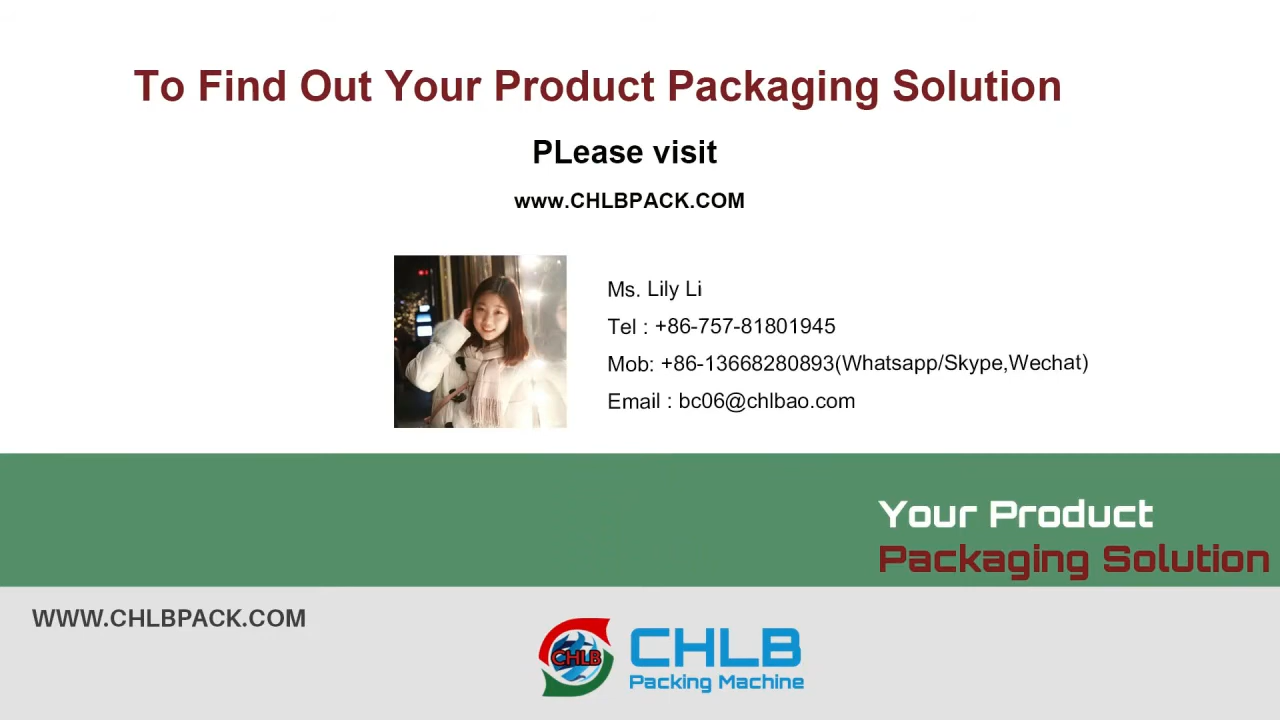 To Find Out Your Product Packaging Solution
PLease visit
www.CHLBPACK.COM
Ms. Lily Li
Tel : +86-757-81801945
Mob: +86-13668280893(Whatsapp/Skype,Wechat)
Email : bc06@chlbao.com
Your Product
Packaging Solution
WWW.CHLBPACK.COM
CHLB
CHLB
Packing Machine